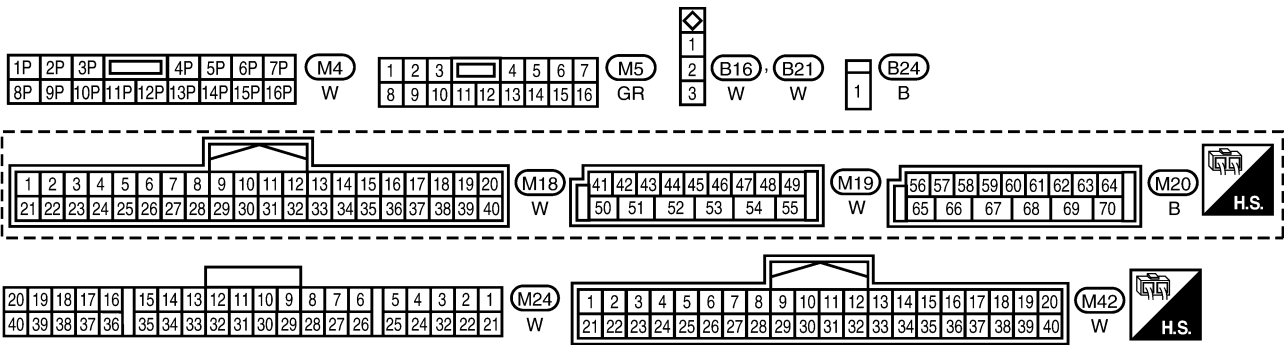 1P 2P 3P 4P 5P 6P 7P
8P 9P 10P 11P 12P 13P 14P 15P 16P
M4
W
1 2 3 4 5 6 7
8 9 10 11 12 13 14 15 16
M5
GR
1
2
3
B16 , B21
W W
1
B24
B
1 2 3 4 5 6 7 8 9 10 11 12 13 14 15 16 17 18 19 20
21 22 23 24 25 26 27 28 29 30 31 32 33 34 35 36 37 38 39 40
M18
W
41 42 43 44 45 46 47 48 49
50 51 52 53 54 55
M19
W
56 57 58 59 60 61 62 63 64
65 66 67 68 69 70
M20
B
H.S.
20 19 18 17 16 15 14 13 12 11 10 9 8 7 6 5 4 3 2 1
40 39 38 37 36 35 34 33 32 31 30 29 28 27 26 25 24 32 22 21
M24
W
1 2 3 4 5 6 7 8 9 10 11 12 13 14 15 16 17 18 19 20
21 22 23 24 25 26 27 28 29 30 31 32 33 34 35 36 37 38 39 40
M42
W
H.S.